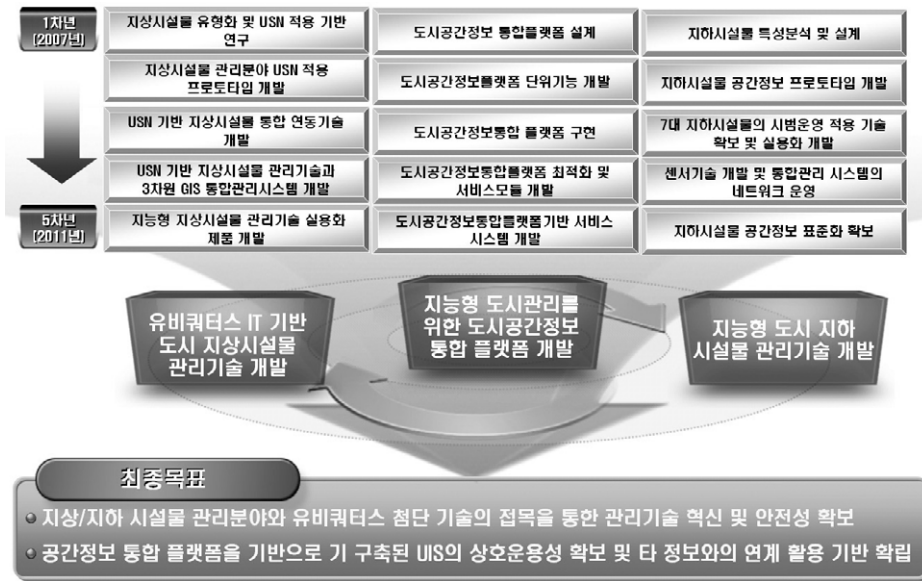 1차년
(2007년)
지상시설물 유형화 및 USN 적용 기반
연구
도시공간정보 통합플랫폼 설계
지하시설물 특성분석 및 설계
지상시설물 관리분야 USN 적용
프로토타입 개발
도시공간정보플랫폼 단위기능 개발
지하시설물 공간정보 프로토타입 개발
USN 기반 지상시설물 통합 연동기술
개발
도시공간정보통합 플랫폼 구현
7대 지하시설물의 시범운영 적용 기술
확보 및 실용화 개발
USN 기반 지상시설물 관리기술과
3차원 GIS 통합관리시스템 개발
도시공간정보통합플랫폼 최적화 및
서비스모듈 개발
센서기술 개발 및 통합관리 시스템의
네트워크 운영
5차년
(2011년)
지능형 지상시설물 관리기술 실용화
제품 개발
도시공간정보통합플랫폼기반 서비스
시스템 개발
지하시설물 공간정보 표준화 확보
유비쿼터스 IT 기반
도시 지상시설물
관리기술 개발
지능형 도시관리를
위한 도시공간정보
통합 플랫폼 개발
지능형 도시 지하
시설물 관리기술 개발
최종목표
지상/지하 시설물 관리분야와 유비쿼터스 첨단 기술의 접목을 통한 관리기술 혁신 및 안전성 확보
공간정보 통합 플랫폼을 기반으로 기 구축된 UIS의 상호운용성 확보 및 타 정보와의 연계 활용 기반 확립